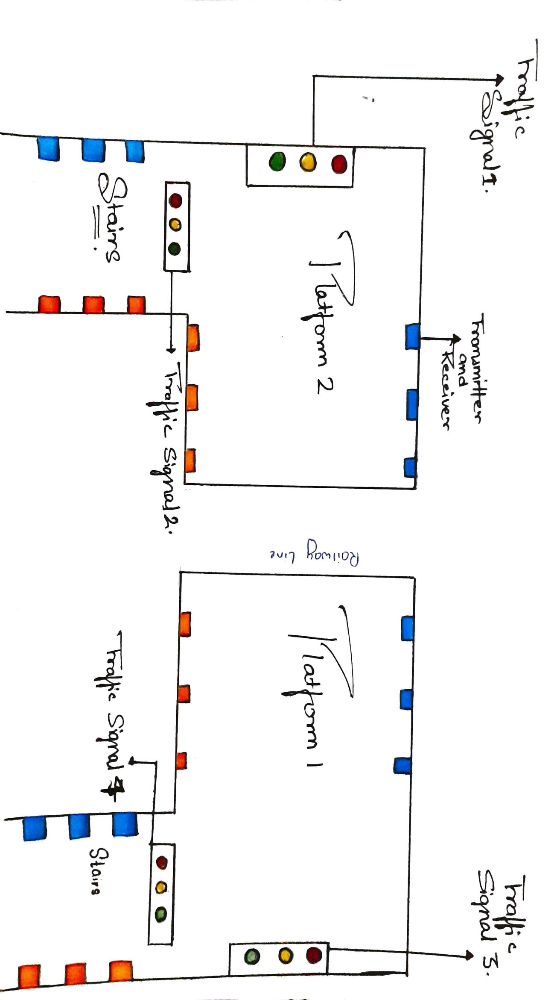 Traffic
Signal 1.
Transmitter
and
Receiver
Platform 2
Stairs.
Traffic Signal 2.
Railway Line
Platform 1
Traffic
Signal 3.
Traffic Signal 4
Stairs